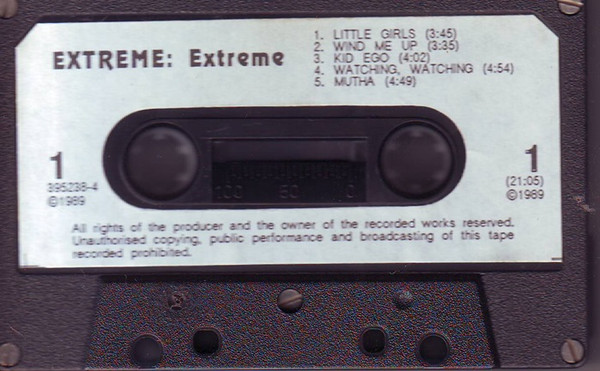 EXTREME: Extreme
1. LITTLE GIRLS (3:45)
2. WIND ME UP (3:35)
3. KID EGO (4:02)
4. WATCHING, WATCHING (4:54)
5. MUTHA (4:49)
1
395238-4
©1989
100 50 0
1
(21:05)
©1989
All rights of the producer and the owner of the recorded works reserved.
Unauthorised copying, public performance and broadcasting of this tape
recorded prohibited.